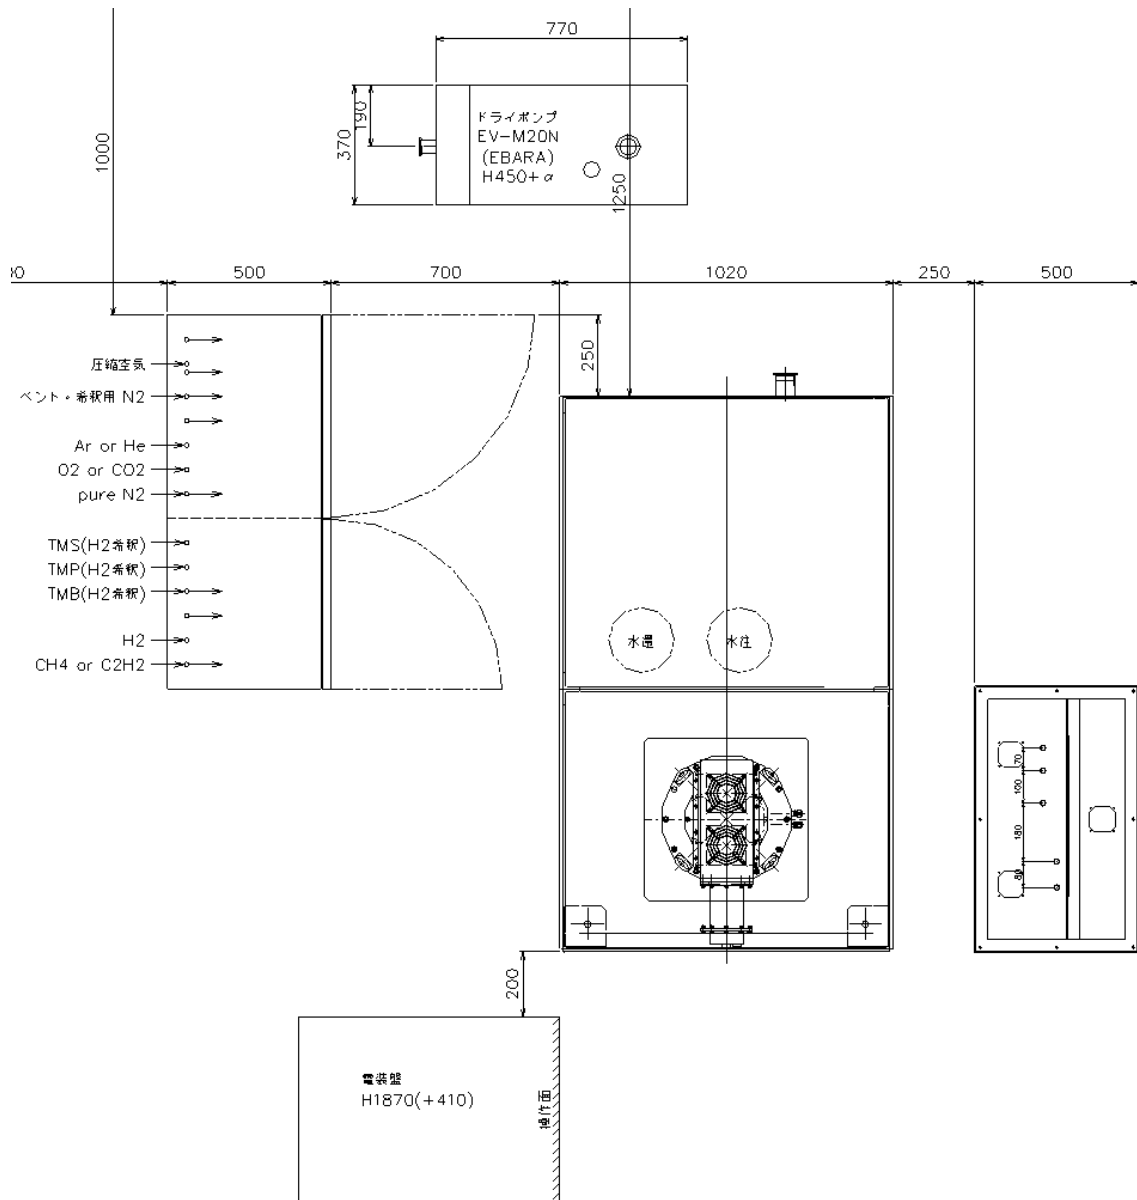 770
ドライポンプ
EV-M20N
(EBARA)
H450+α
190
370
1000
1250
500
700
1020
250
500
250
圧縮空気
ベント・希釈用 N2
Ar or He
O2 or CO2
pure N2
TMS(H2希釈)
TMP(H2希釈)
TMB(H2希釈)
H2
CH4 or C2H2
水還
水往
70
100
180
80
200
電装盤
H1870(+410)
操作面